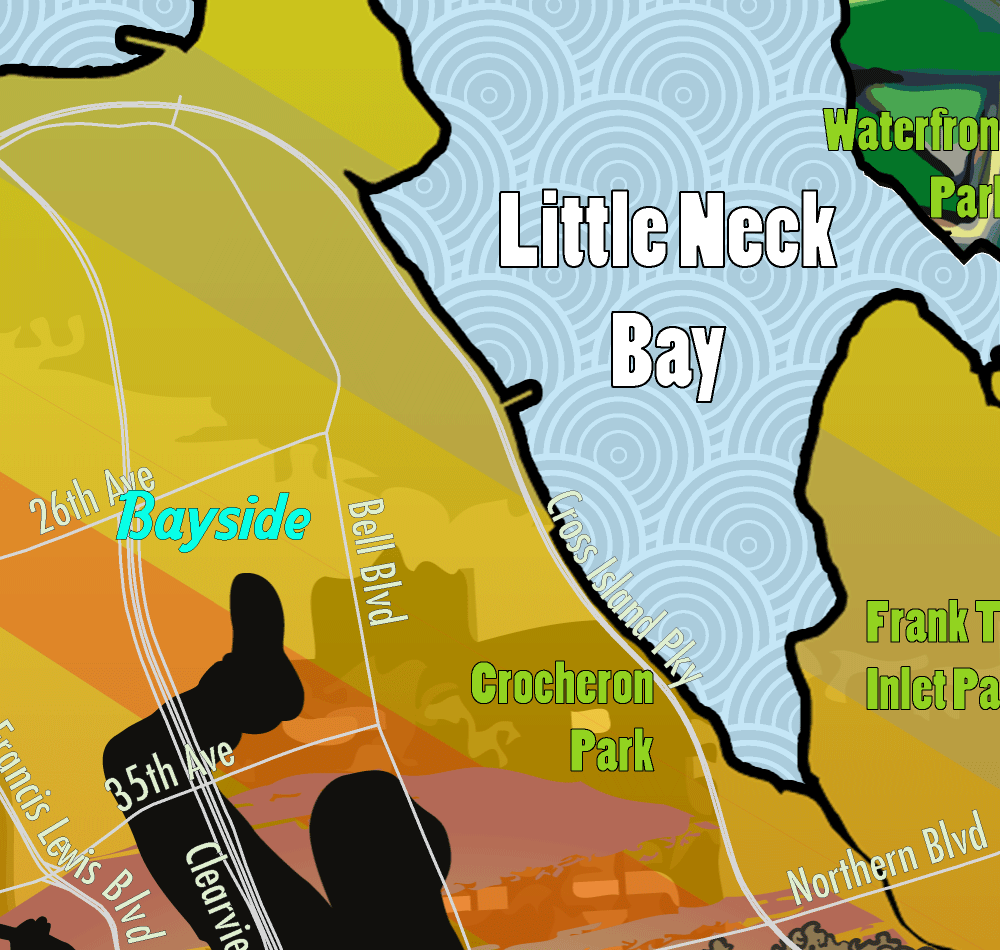 Waterfron
Park
Little Neck
Bay
26th Ave
Bayside
Bell Blvd
Cross Island Pky
Frank T
Inlet Pa
Crocheron
Park
35th Ave
Francis Lewis Blvd
Clearvie
Northern Blvd